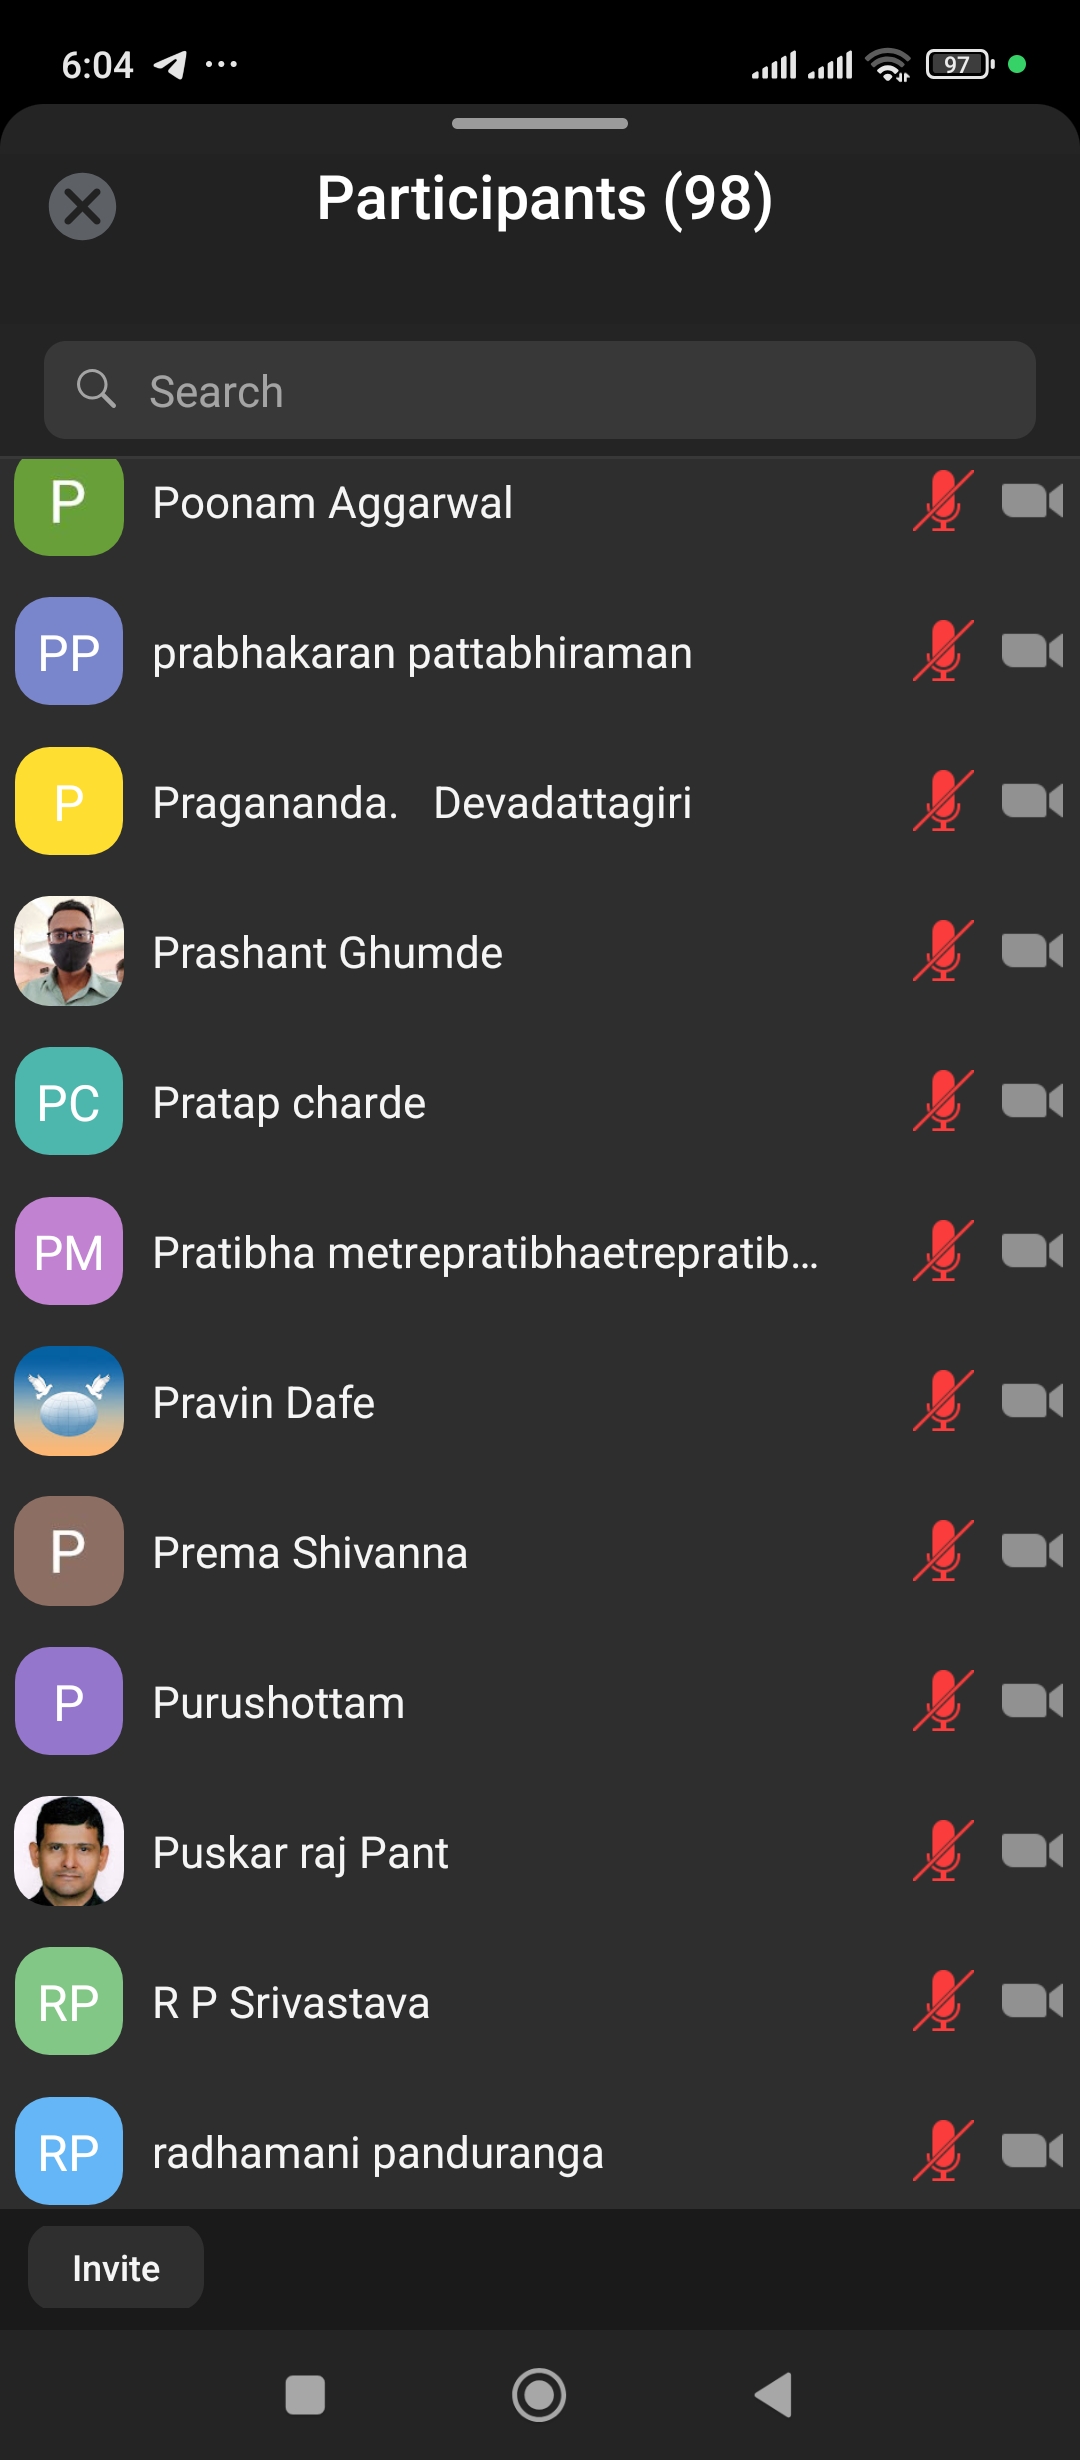 6:04 ... 97
Participants (98)
Search
P Poonam Aggarwal
PP prabhakaran pattabhiraman
P Pragananda.   Devadattagiri
Prashant Ghumde
PC Pratap charde
PM Pratibha metrepratibhaetrepratib...
Pravin Dafe
P Prema Shivanna
P Purushottam
Puskar raj Pant
RP R P Srivastava
RP radhamani panduranga
Invite